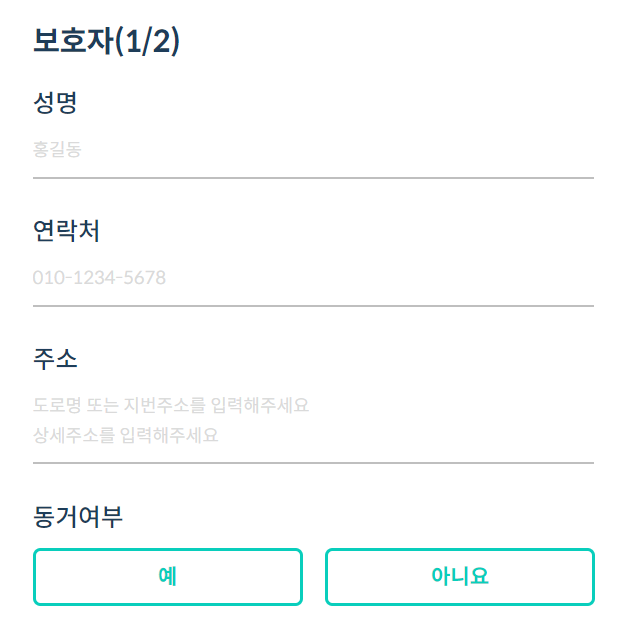 보호자(1/2)
성명
홍길동
연락처
010-1234-5678
주소
도로명 또는 지번주소를 입력해주세요
상세주소를 입력해주세요
동거여부
예 아니요